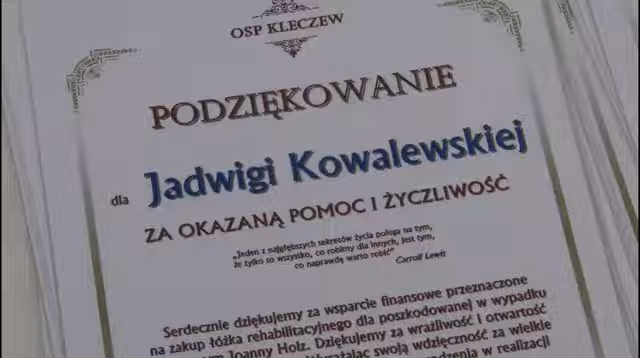 OSP KLECZEW
PODZIĘKOWANIE
dla Jadwigi Kowalewskiej
ZA OKAZANĄ POMOC I ŻYCZLIWOŚĆ
„Jeden z najgłębszych sekretów życia polega na tym,
że tylko to wszystko, co robimy dla innych, jest tym,
co naprawdę warto robić”
Carroll Lewis
Serdecznie dziękujemy za wsparcie finansowe przeznaczone
na zakup łóżka rehabilitacyjnego dla poszkodowanej w wypadku
Joanny Holz. Dziękujemy za wrażliwość i otwartość
swoją wdzięczność za wielkie
w realizacji